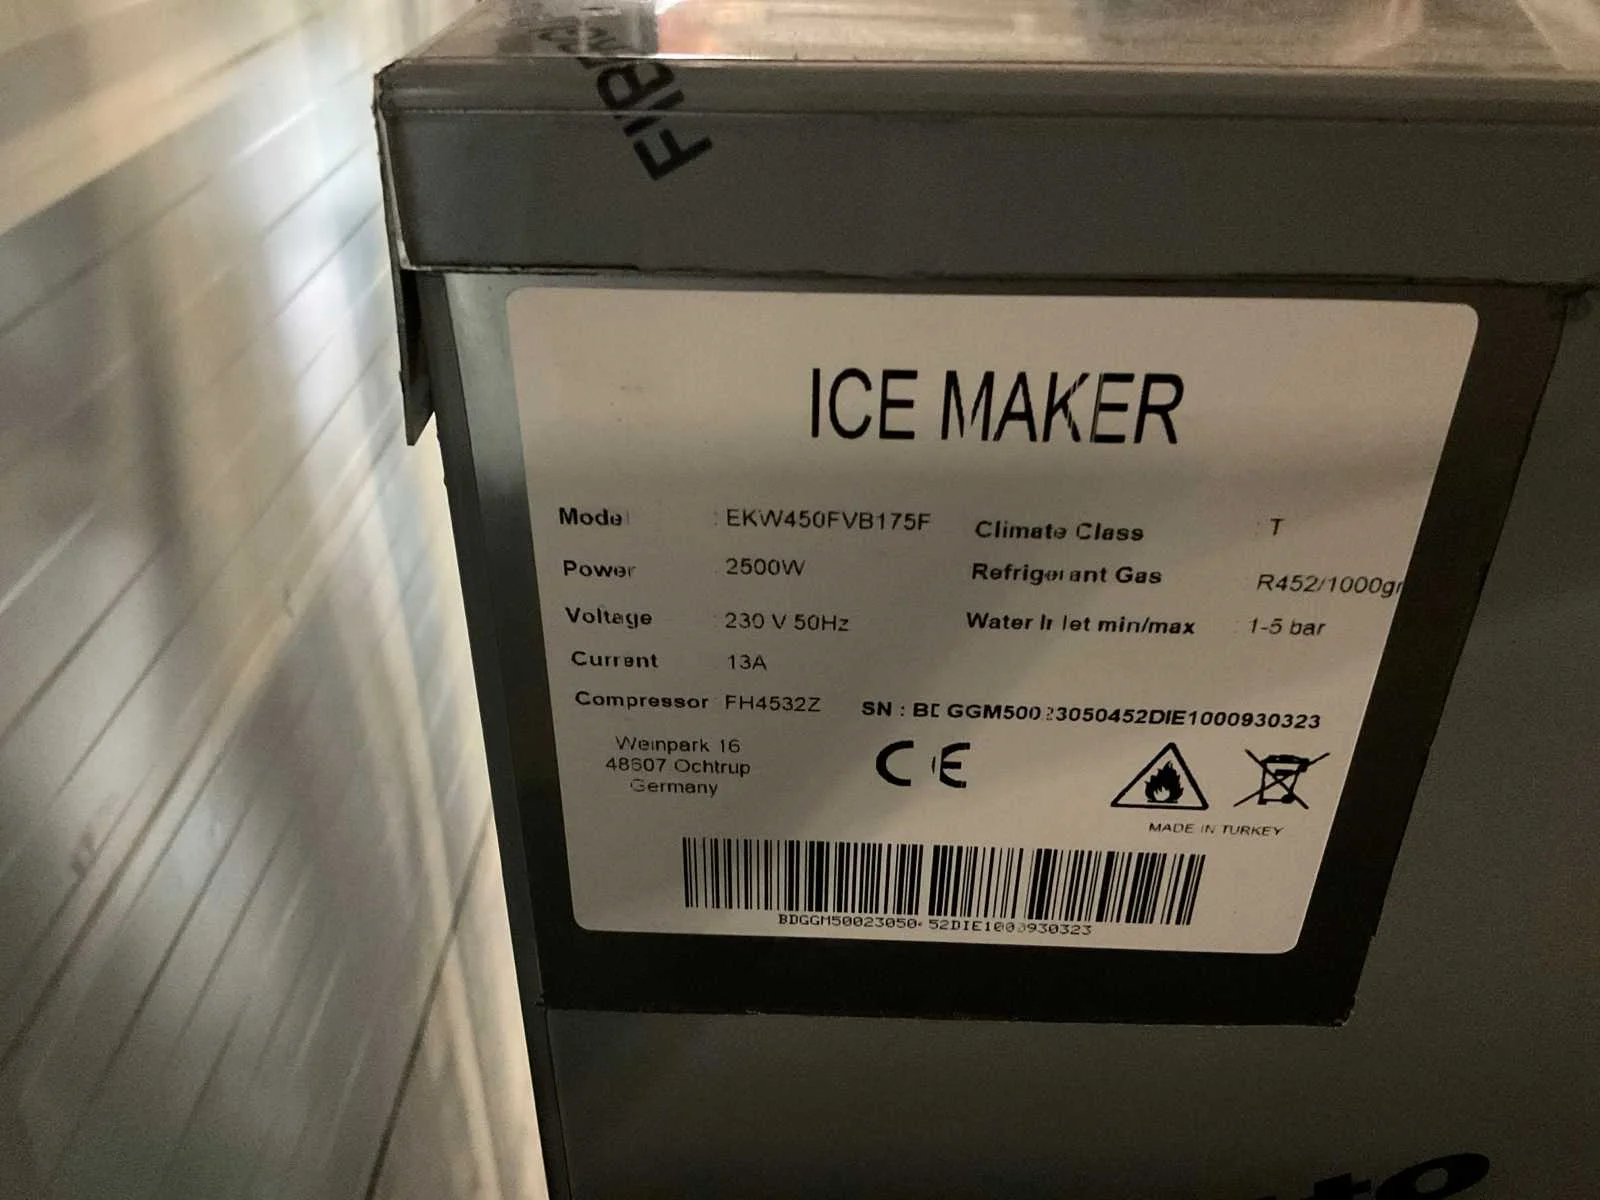 ICE MAKER
Model : EKW450FVB175F
Power : 2500W
Voltage : 230 V 50Hz
Current 13A
Compressor FH4532Z
Climate Class : T
Refrigerant Gas R452/1000gr
Water Inlet min/max : 1-5 bar
SN : BDGGM50023050452DIE1000930323
Weinpark 16
48607 Ochtrup
Germany
CE
MADE IN TURKEY
BDGGM50023050452DIE1000930323